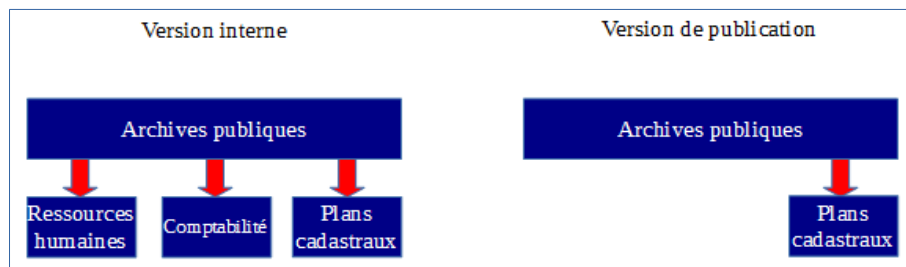 Version interne
Version de publication
Archives publiques
Archives publiques
Ressources
humaines
Comptabilité
Plans
cadastraux
Plans
cadastraux